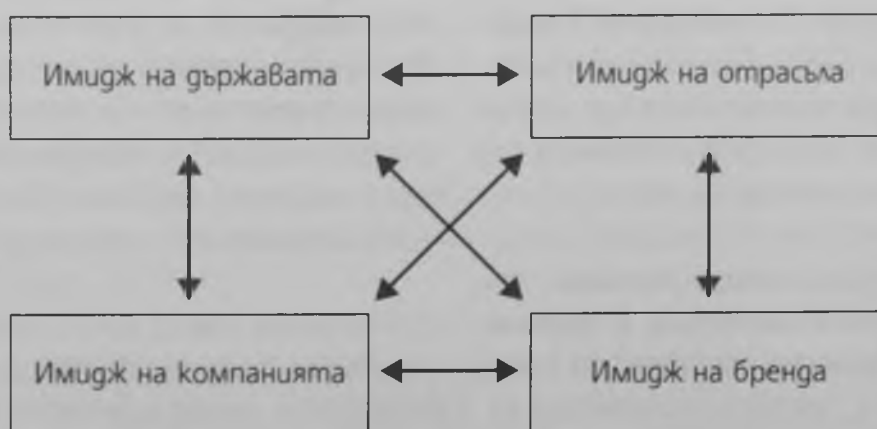 Имидж на държавата
Имидж на отрасъла
Имидж на компанията
Имидж на бренда